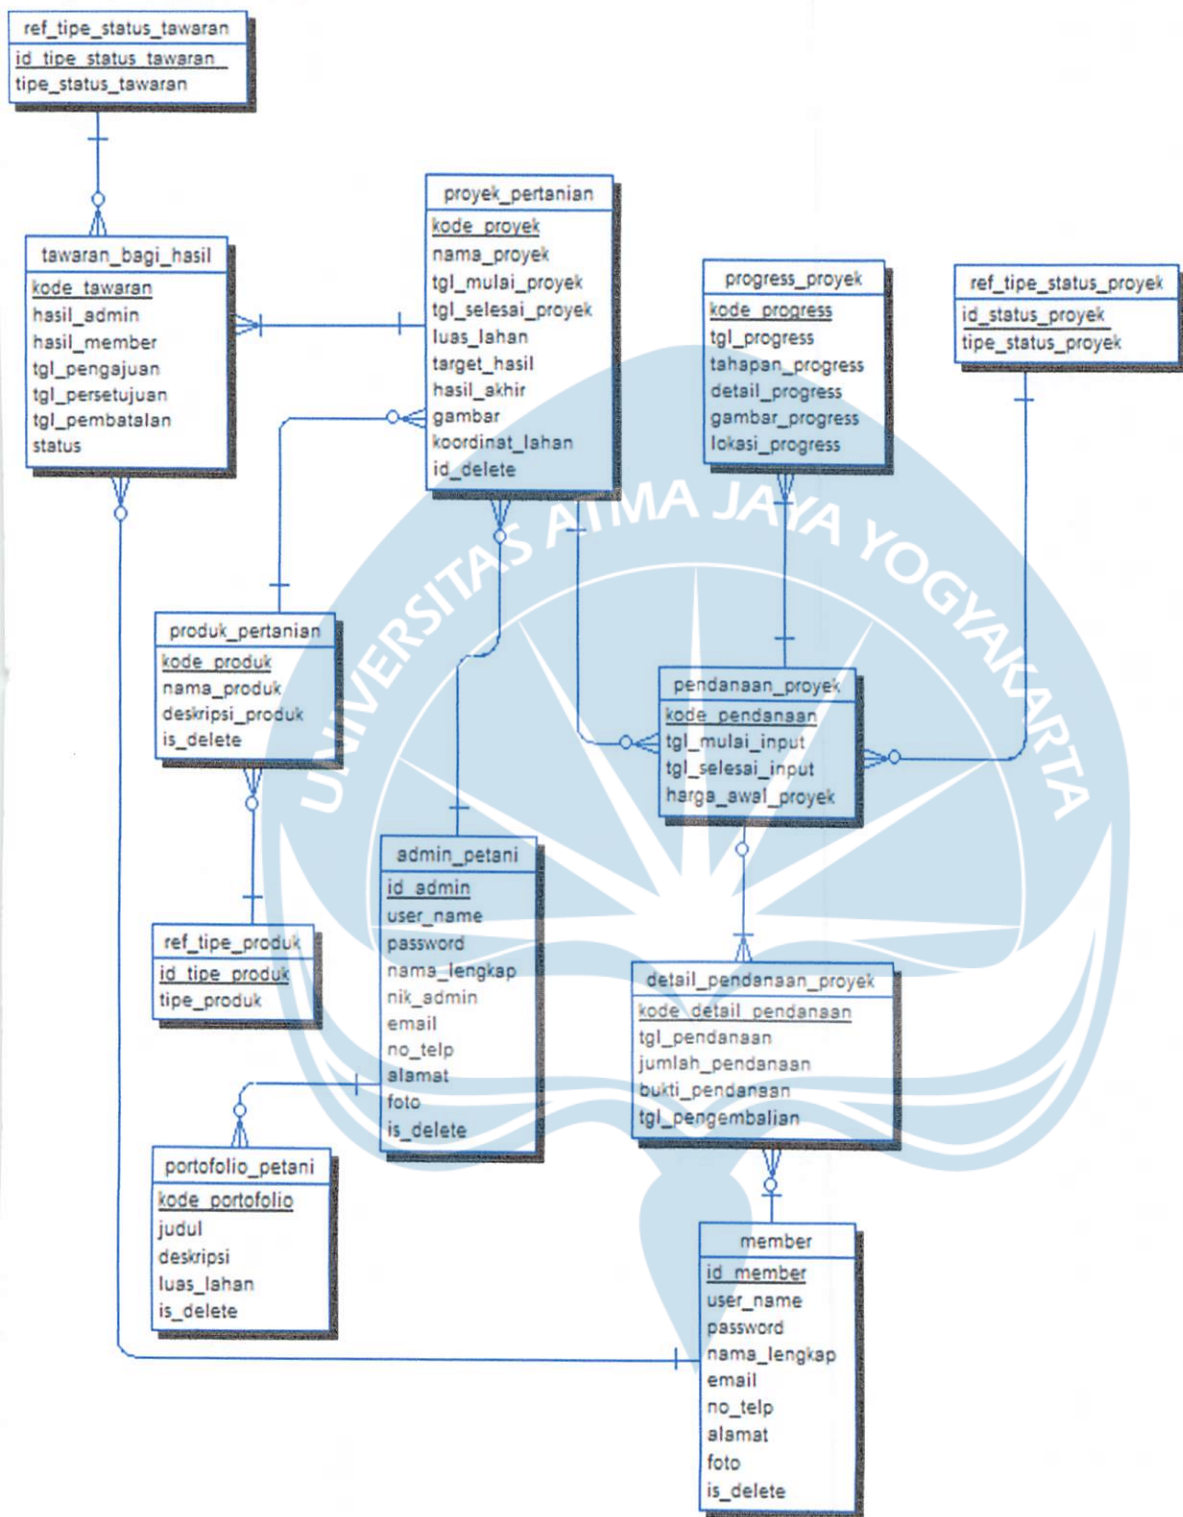 ref_tipe_status_tawaran
id_tipe_status_tawaran
tipe_status_tawaran
tawaran_bagi_hasil
kode_tawaran
hasil_admin
hasil_member
tgl_pengajuan
tgl_persetujuan
tgl_pembatalan
status
proyek_pertanian
kode_proyek
nama_proyek
tgl_mulai_proyek
tgl_selesai_proyek
luas_lahan
target_hasil
hasil_akhir
gambar
koordinat_lahan
id_delete
progress_proyek
kode_progress
tgl_progress
tahapan_progress
detail_progress
gambar_progress
lokasi_progress
ref_tipe_status_proyek
id_status_proyek
tipe_status_proyek
UNIVERSITAS ATMA JAYA YOGYAKARTA
produk_pertanian
kode_produk
nama_produk
deskripsi_produk
is_delete
pendanaan_proyek
kode_pendanaan
tgl_mulai_input
tgl_selesai_input
harga_awal_proyek
admin_petani
id_admin
user_name
password
nama_lengkap
nik_admin
email
no_telp
alamat
foto
is_delete
ref_tipe_produk
id_tipe_produk
tipe_produk
detail_pendanaan_proyek
kode_detail_pendanaan
tgl_pendanaan
jumlah_pendanaan
bukti_pendanaan
tgl_pengembalian
portofolio_petani
kode_portofolio
judul
deskripsi
luas_lahan
is_delete
member
id_member
user_name
password
nama_lengkap
email
no_telp
alamat
foto
is_delete